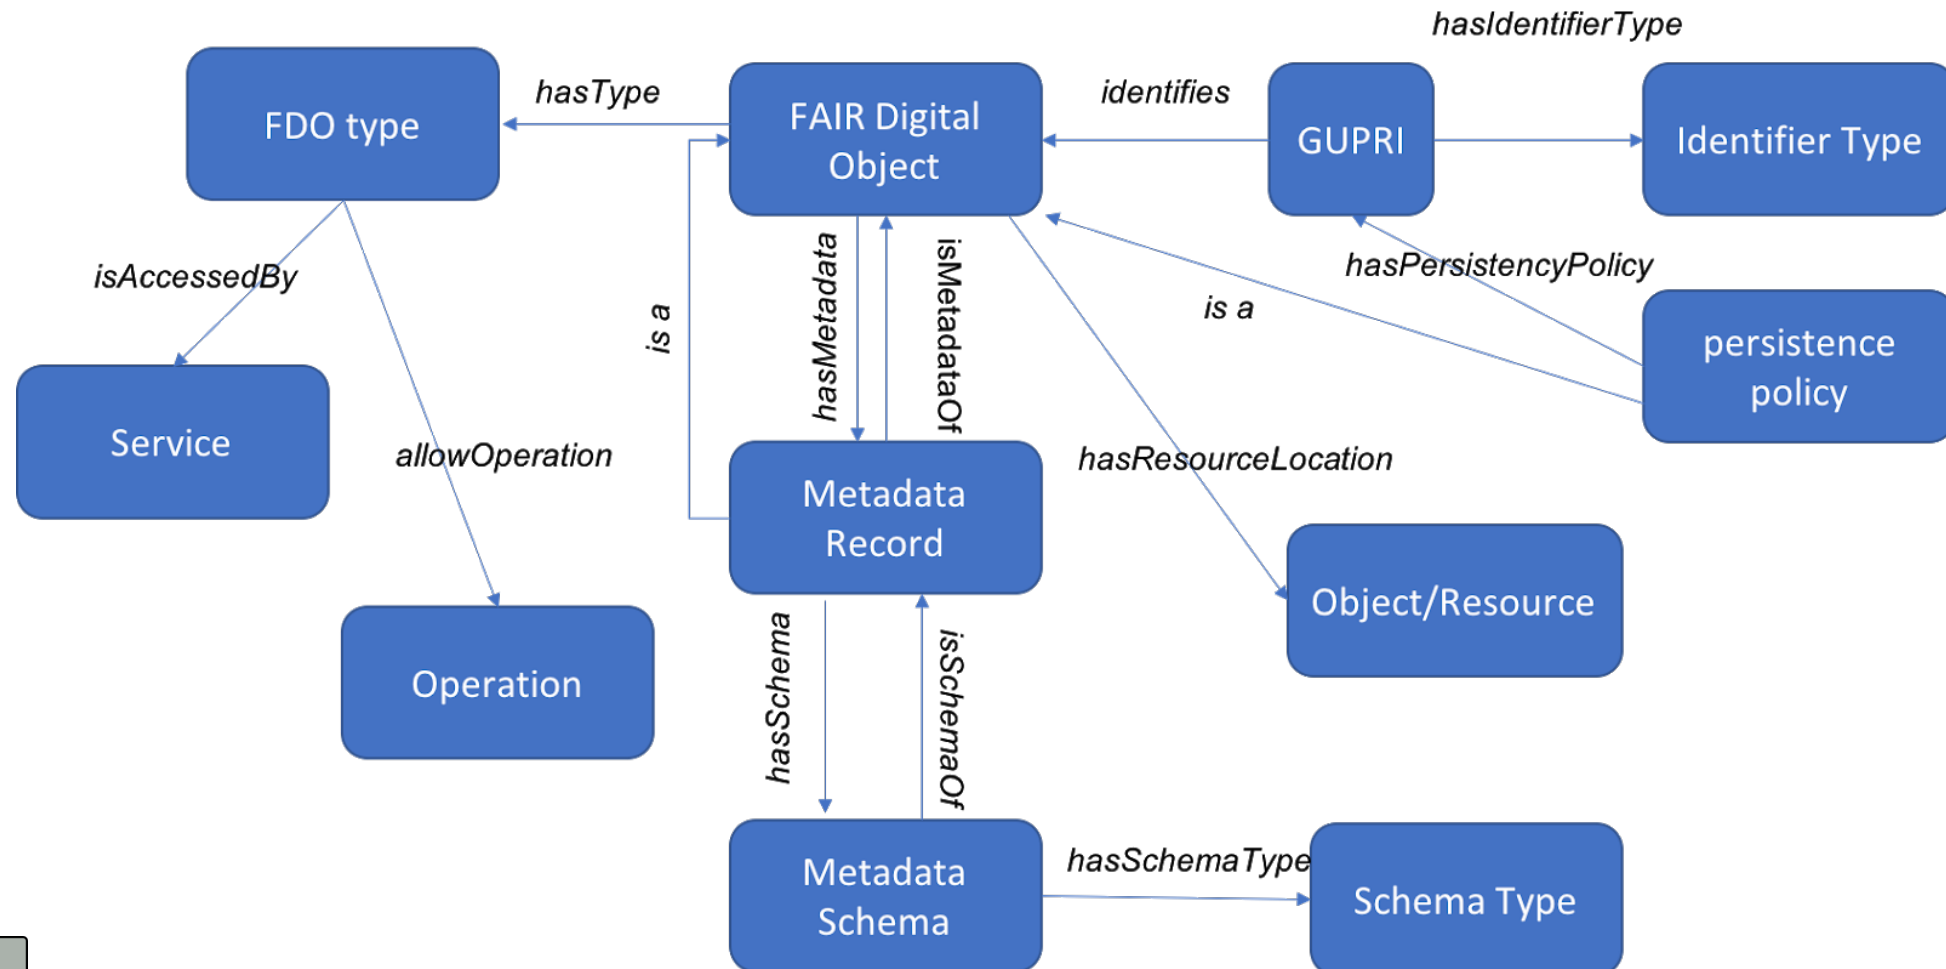 hasIdentifierType
FDO type
hasType
FAIR Digital
Object
identifies
GUPRI
Identifier Type
isAccessedBy
is a
hasMetadata
isMetadataOf
hasPersistencyPolicy
is a
persistence
policy
Service
allowOperation
Metadata
Record
hasResourceLocation
Object/Resource
Operation
hasSchema
isSchemaOf
Metadata
Schema
hasSchemaType
Schema Type